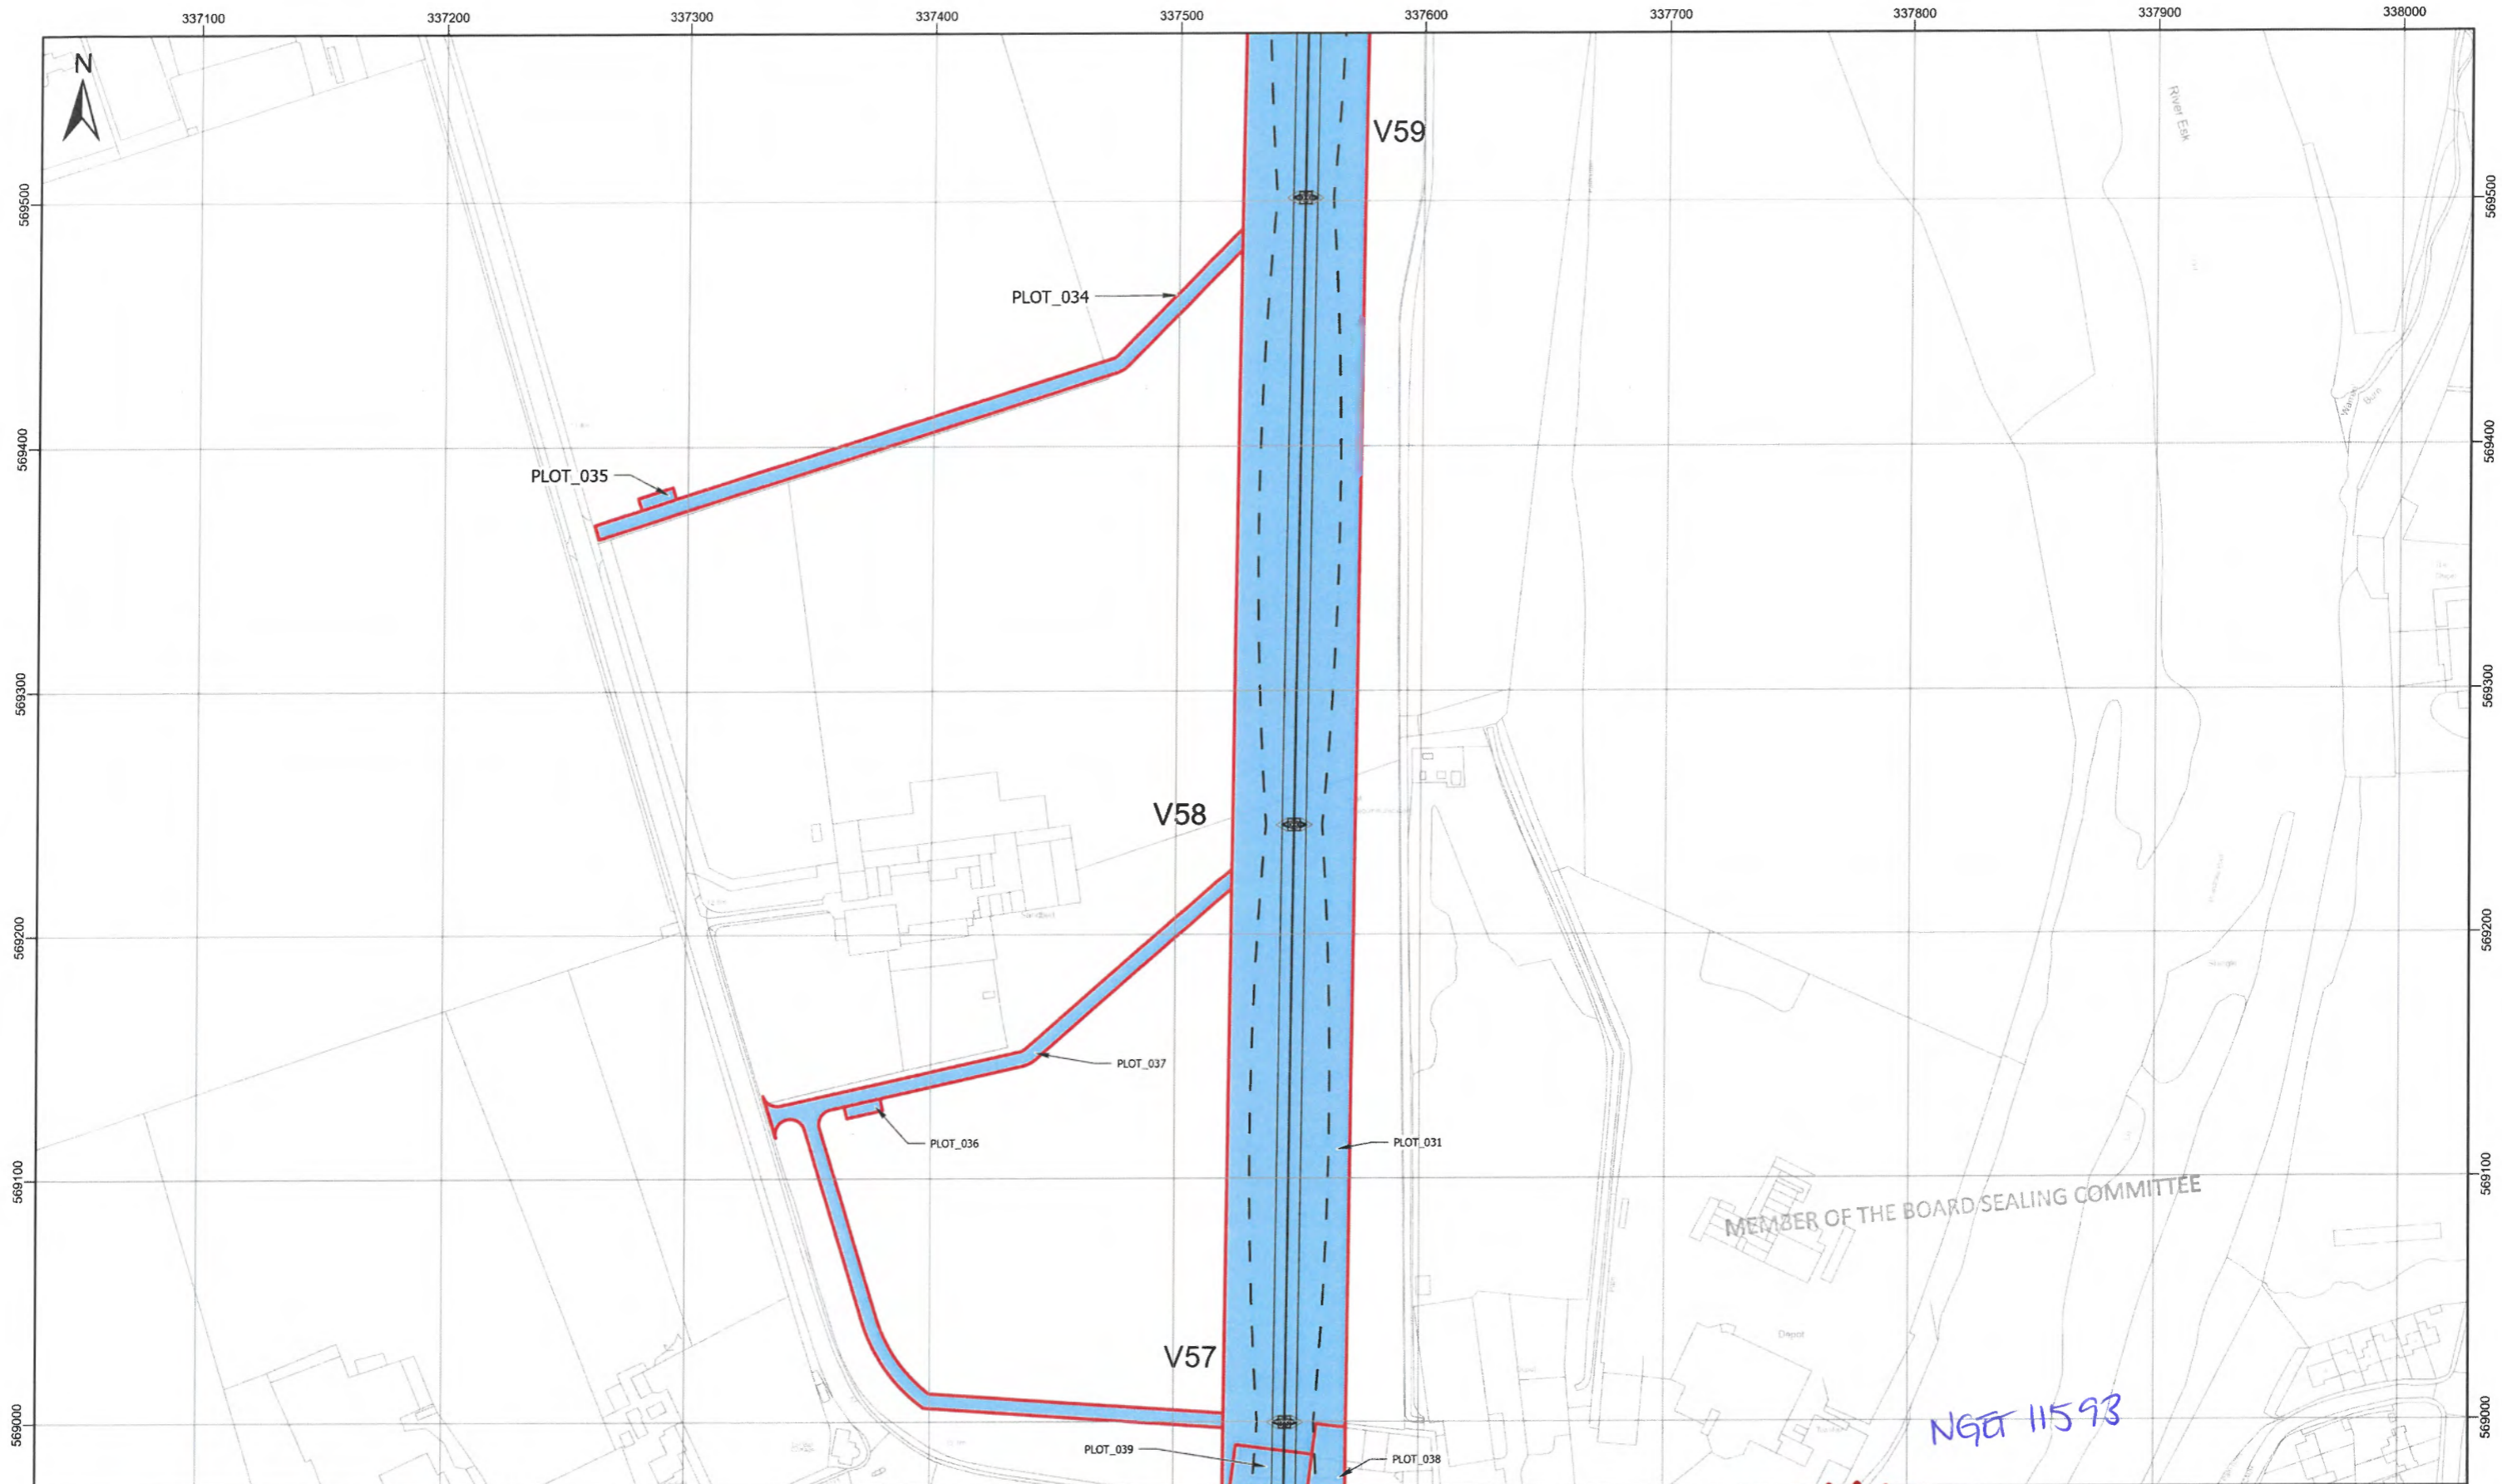 337100 337200 337300 337400 337500 337600 337700 337800 337900 338000
N
River Esk
V59
569500 569500
PLOT_034
Burn
569400 569400
PLOT_035
569300 569300
V58
569200 569200
PLOT_037
PLOT_036
PLOT_031
569100 569100
MEMBER OF THE BOARD SEALING COMMITTEE
Depot
V57
569000 569000
NGET 11593
PLOT_039
PLOT_038